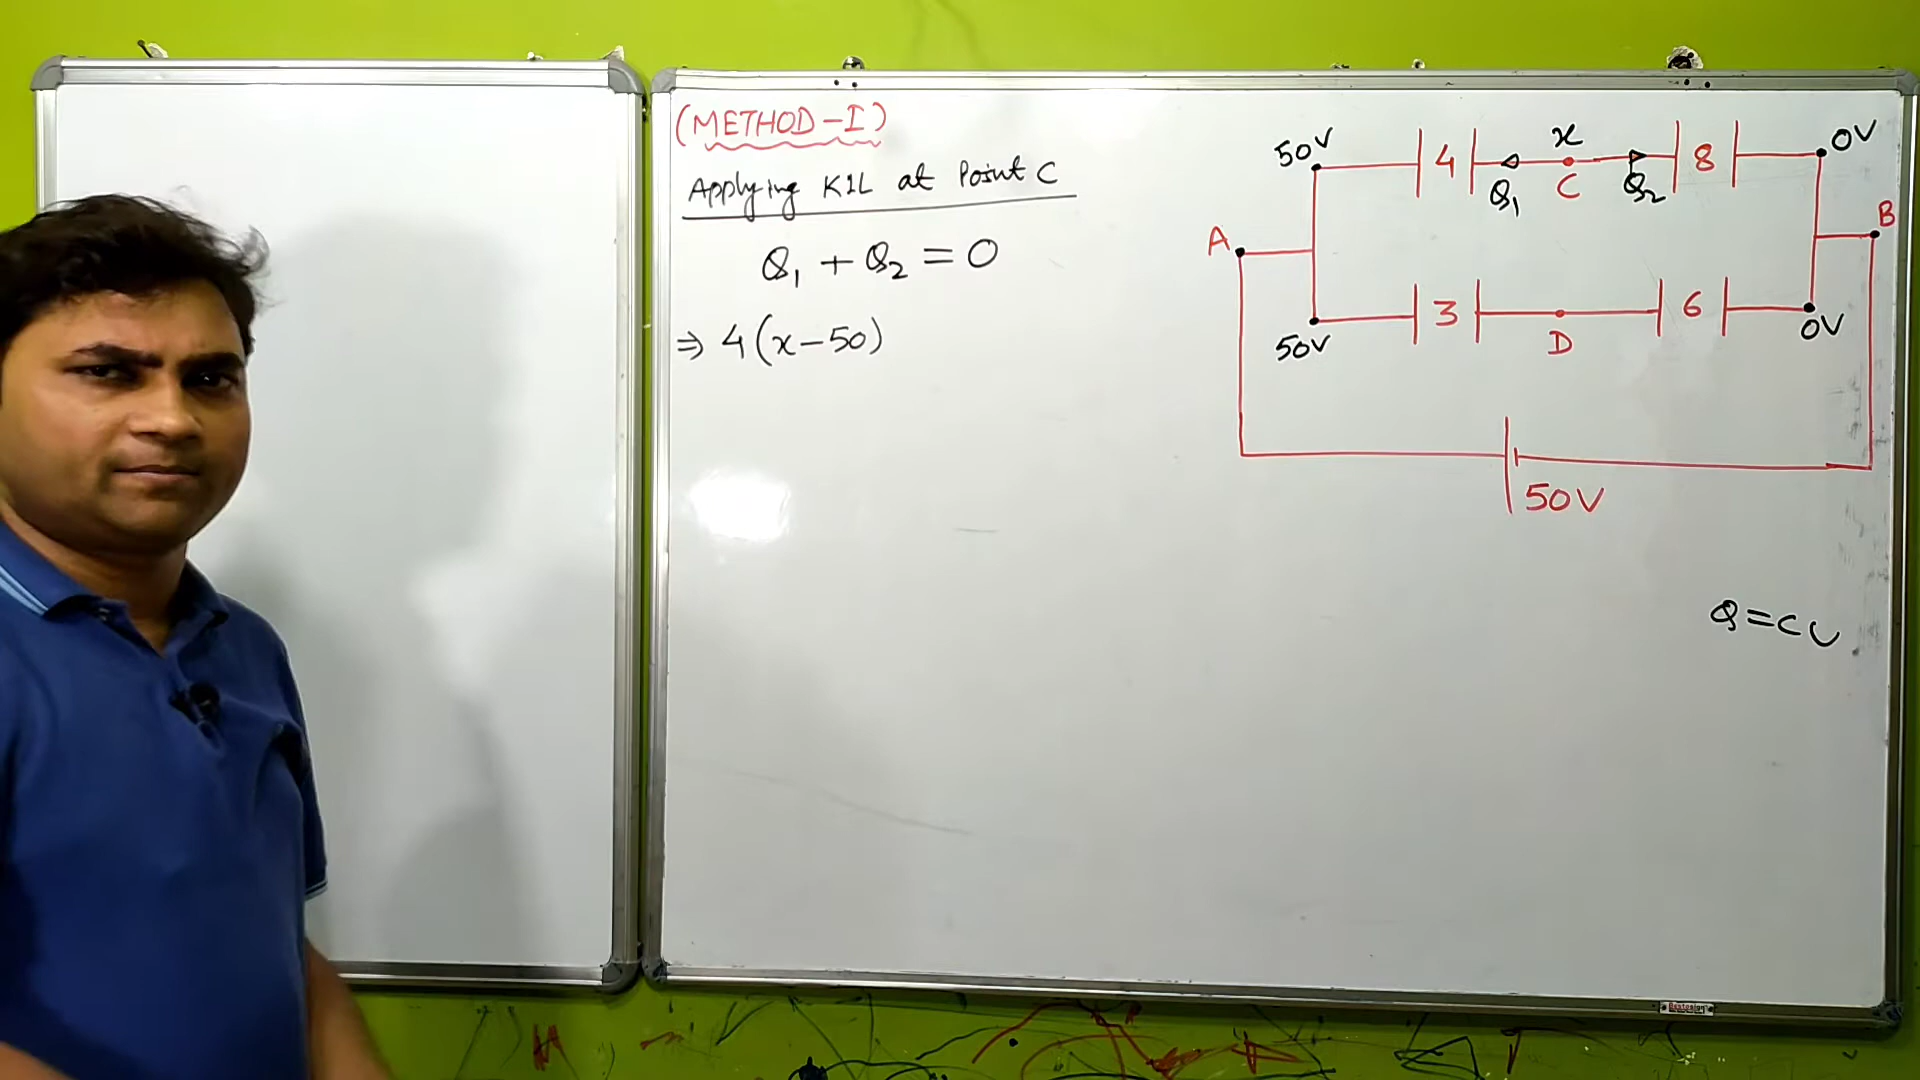 (METHOD-I)
Applying K1L at Point C
Q₁ + Q₂ = 0
⇒ 4(x-50)
50V
4
Q₁
x
C
Q₂
8
0V
A
B
50V
3
D
6
0V
50V
Q=CV